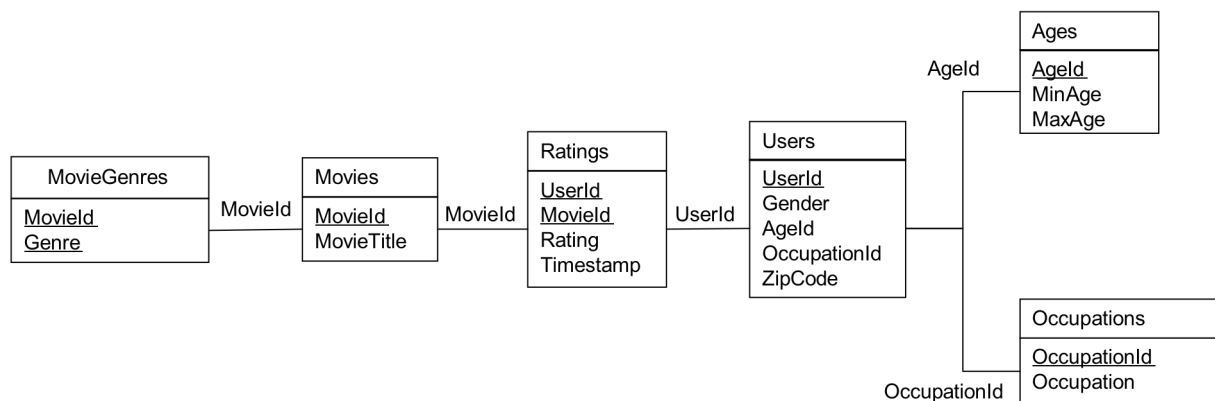 MovieGenres
MovieId
Genre
MovieId
Movies
MovieId
MovieTitle
MovieId
Ratings
UserId
MovieId
Rating
Timestamp
UserId
Users
UserId
Gender
AgeId
OccupationId
ZipCode
AgeId
Ages
AgeId
MinAge
MaxAge
OccupationId
Occupations
OccupationId
Occupation